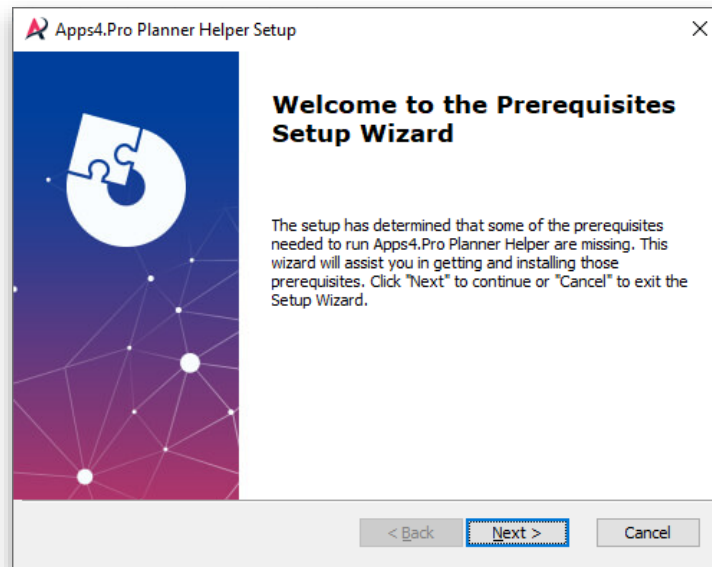 Apps4.Pro Planner Helper Setup
Welcome to the Prerequisites
Setup Wizard
The setup has determined that some of the prerequisites
needed to run Apps4.Pro Planner Helper are missing. This
wizard will assist you in getting and installing those
prerequisites. Click "Next" to continue or "Cancel" to exit the
Setup Wizard.
< Back Next > Cancel